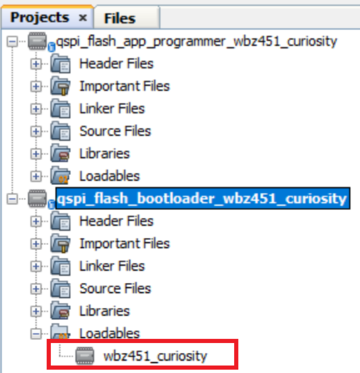 Projects × Files
qspi_flash_app_programmer_wbz451_curiosity
Header Files
Important Files
Linker Files
Source Files
Libraries
Loadables
qspi_flash_bootloader_wbz451_curiosity
Header Files
Important Files
Linker Files
Source Files
Libraries
Loadables
wbz451_curiosity